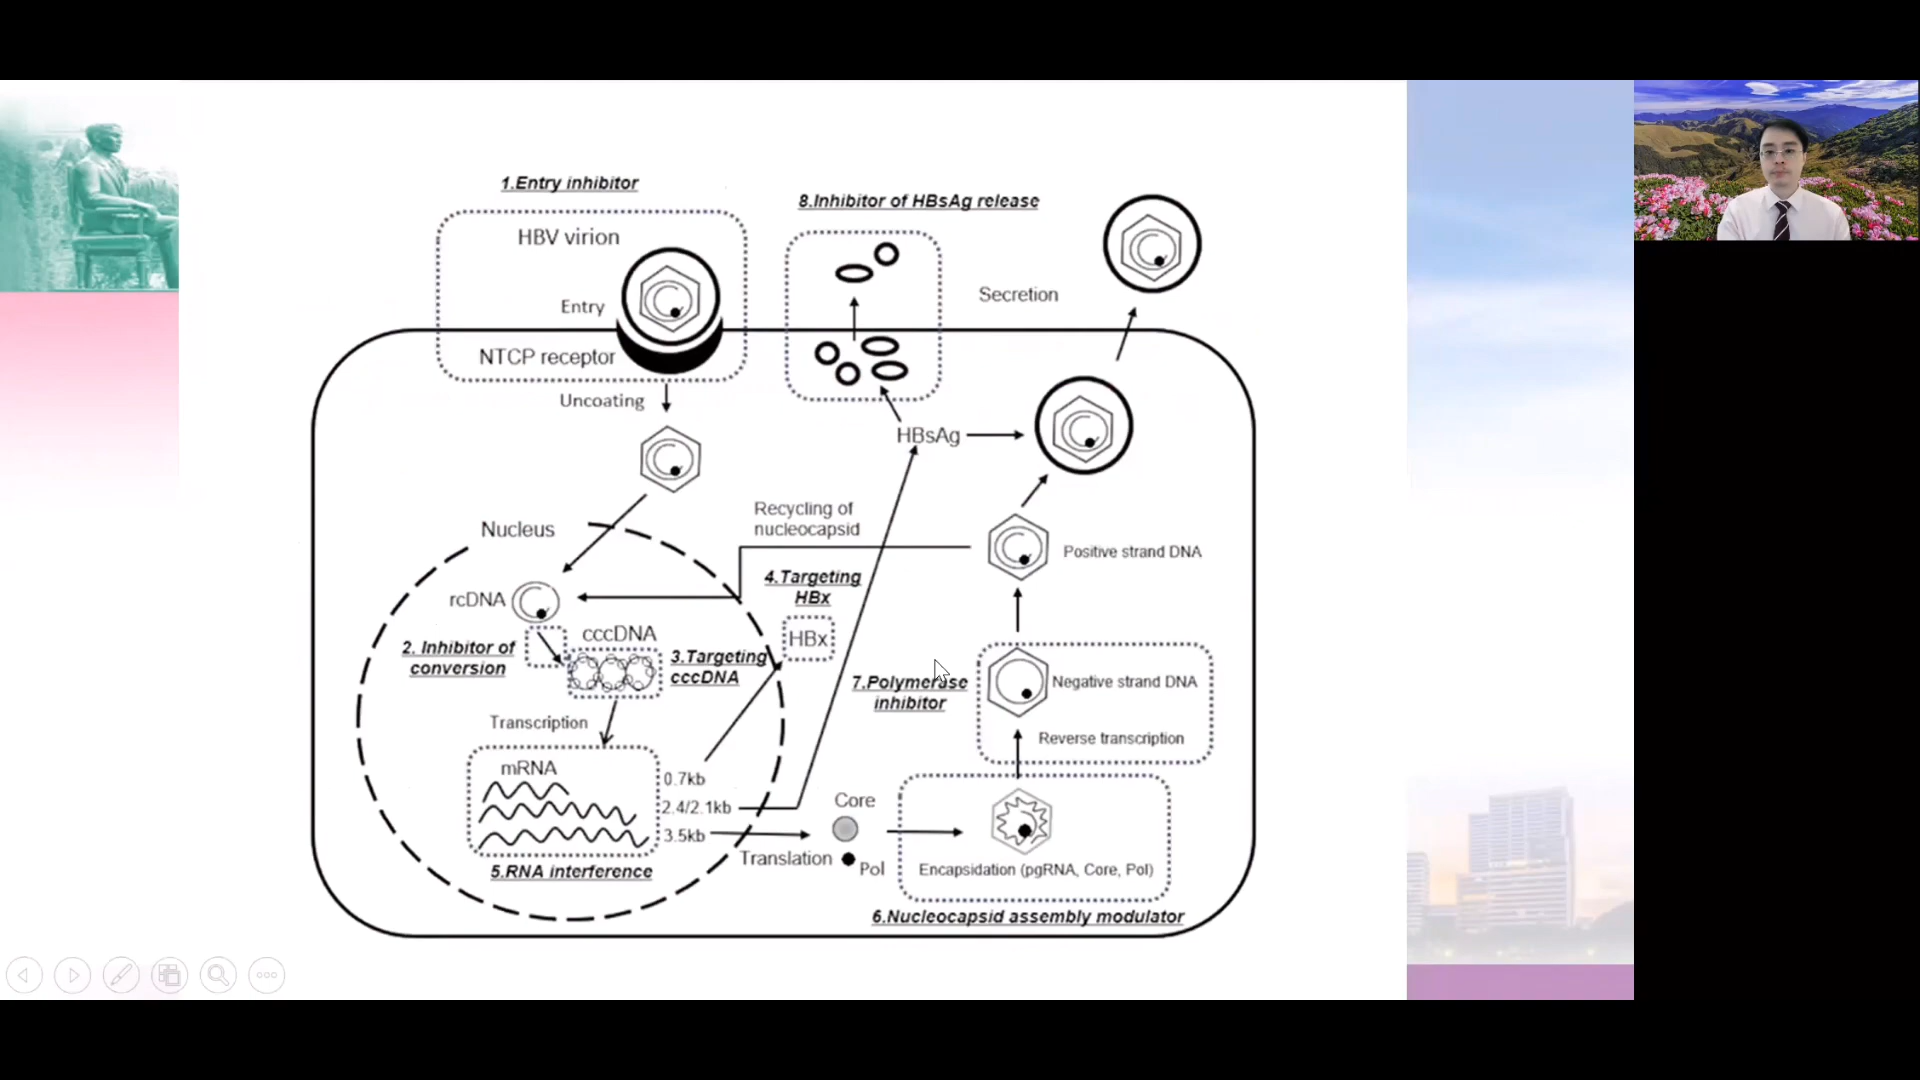 1.Entry inhibitor
HBV virion
Entry
NTCP receptor
Uncoating
8.Inhibitor of HBsAg release
Secretion
HBsAg
Recycling of
nucleocapsid
Nucleus
rcDNA
cccDNA
2. Inhibitor of
conversion
3.Targeting
cccDNA
4.Targeting
HBx
HBx
Transcription
mRNA
0.7kb
2.4/2.1kb
3.5kb
5.RNA interference
Translation
Core
Pol
Positive strand DNA
7.Polymerase
inhibitor
Negative strand DNA
Reverse transcription
Encapsidation (pgRNA, Core, Pol)
6.Nucleocapsid assembly modulator